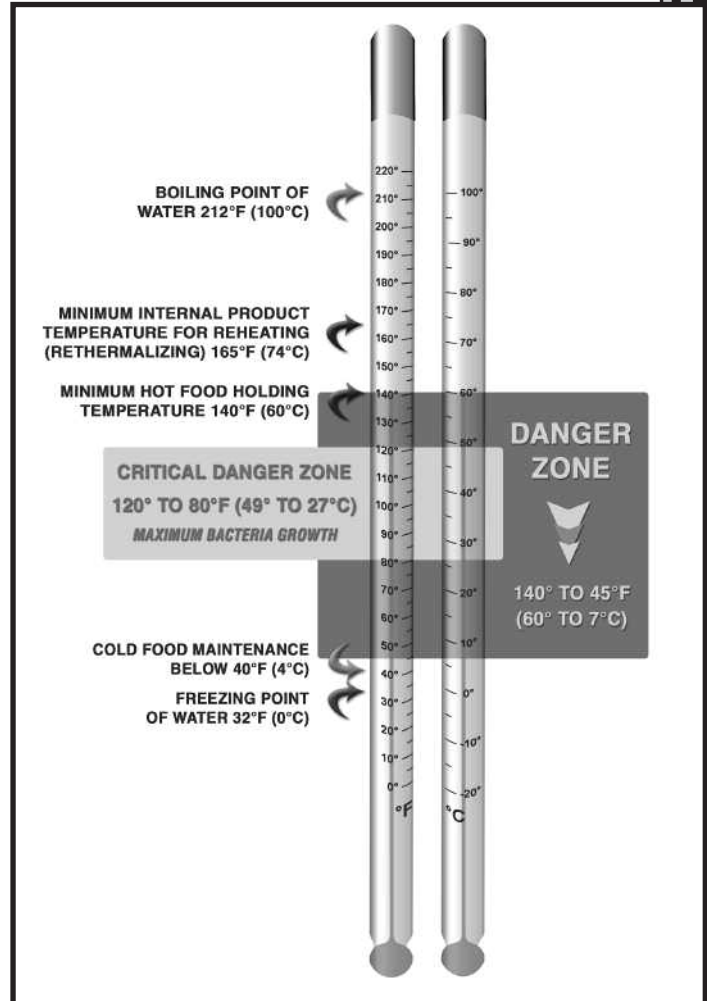 BOILING POINT OF
WATER 212°F (100°C)
MINIMUM INTERNAL PRODUCT
TEMPERATURE FOR REHEATING
(RETHERMALIZING) 165°F (74°C)
MINIMUM HOT FOOD HOLDING
TEMPERATURE 140°F (60°C)
CRITICAL DANGER ZONE
120° TO 80°F (49° TO 27°C)
MAXIMUM BACTERIA GROWTH
COLD FOOD MAINTENANCE
BELOW 40°F (4°C)
FREEZING POINT
OF WATER 32°F (0°C)
220°
210°
200°
190°
180°
170°
160°
150°
140°
130°
120°
110°
100°
90°
80°
70°
60°
50°
40°
30°
20°
10°
0°
°F
100°
90°
80°
70°
60°
50°
40°
30°
20°
10°
0°
-10°
-20°
°C
DANGER
ZONE
140° TO 45°F
(60° TO 7°C)